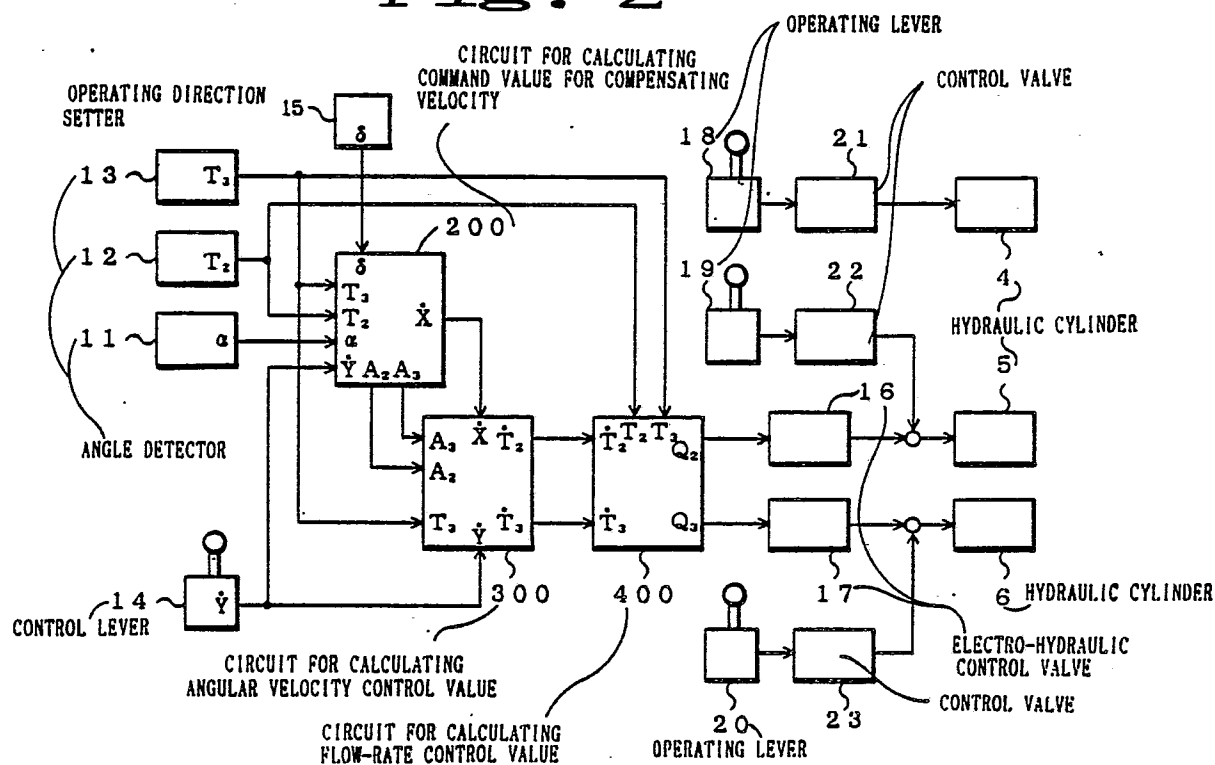 Fig. 2
OPERATING LEVER
CIRCUIT FOR CALCULATING
COMMAND VALUE FOR COMPENSATING
VELOCITY
CONTROL VALVE
OPERATING DIRECTION
SETTER
15
δ
18
21
13
T₃
200
12
T₂
δ
T₃
T₂
α
Ẏ A₂ A₃
Ẋ
19
22
4
HYDRAULIC CYLINDER
5
11
α
16
ANGLE DETECTOR
A₃
A₂
T₃
Ẋ
Ẏ
Ṫ₂
Ṫ₃
Ṫ₂
T₂
T₃
Q₂
Ṫ₃
Q₃
14
Ẏ
CONTROL LEVER
300
400
17
6
HYDRAULIC CYLINDER
CIRCUIT FOR CALCULATING
ANGULAR VELOCITY CONTROL VALUE
ELECTRO-HYDRAULIC
CONTROL VALVE
CONTROL VALVE
20
23
OPERATING LEVER
CIRCUIT FOR CALCULATING
FLOW-RATE CONTROL VALUE